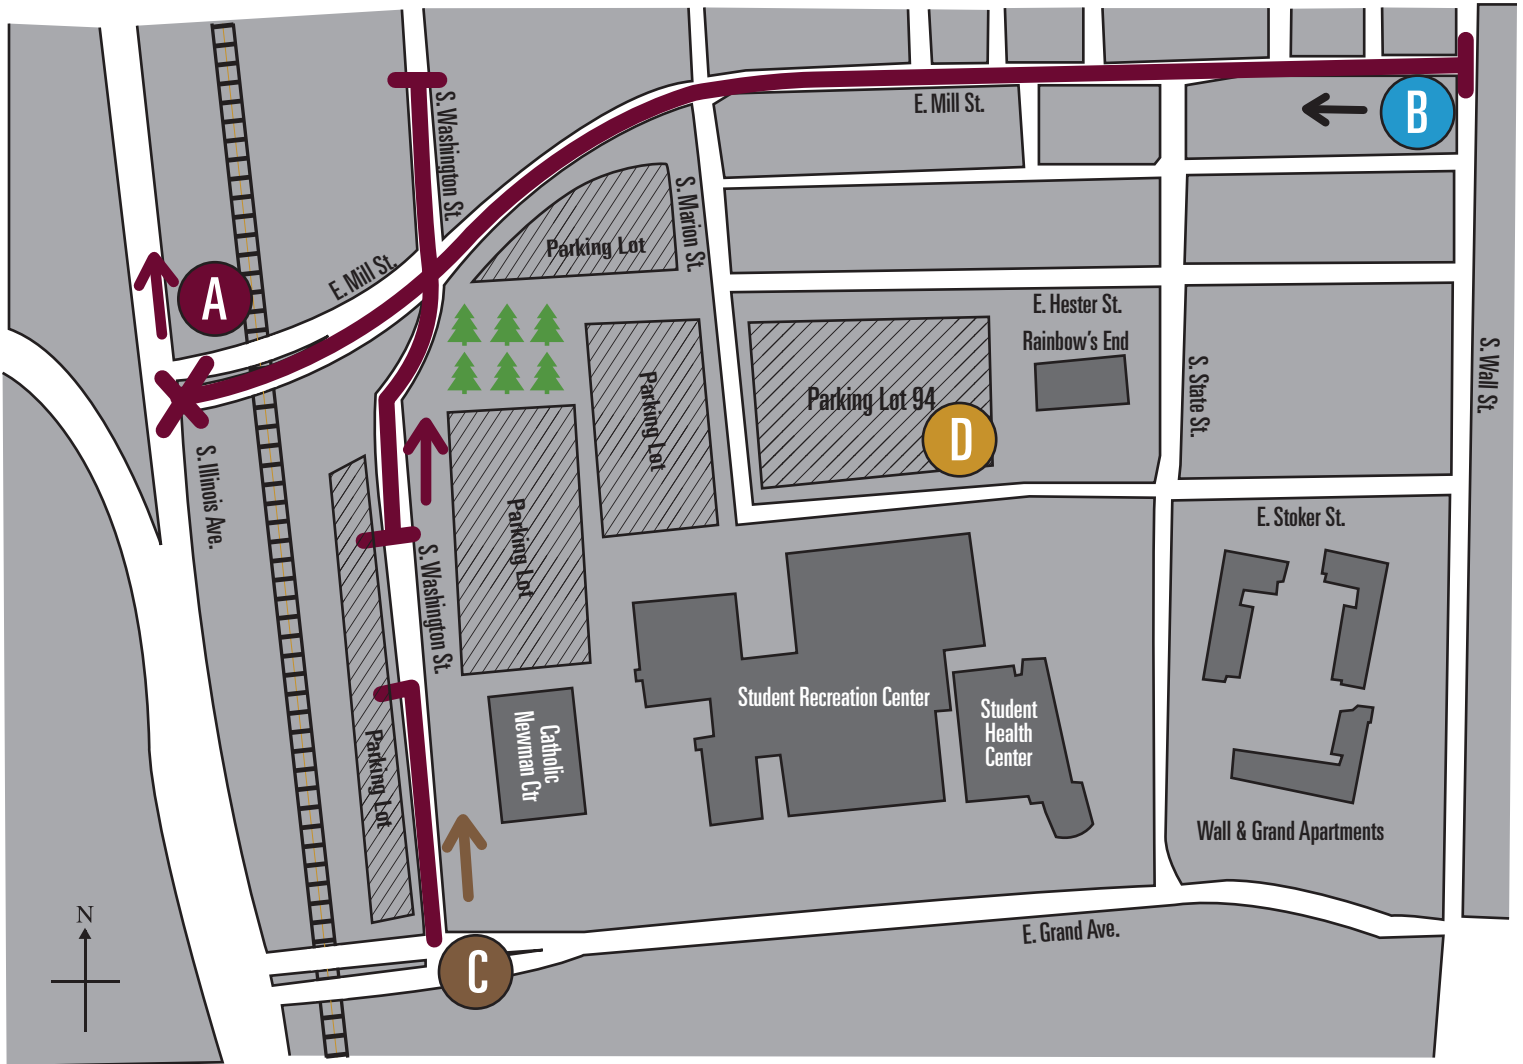 S. Washington St.
E. Mill St.
B
S. Marion St.
Parking Lot
E. Mill St.
A
E. Hester St.
Rainbow's End
S. Wall St.
S. State St.
Parking Lot
Parking Lot 94
D
S. Illinois Ave.
Parking Lot
E. Stoker St.
S. Washington St.
Student Recreation Center
Student
Health
Center
Catholic
Newman Ctr
Parking Lot
Wall & Grand Apartments
N
E. Grand Ave.
C